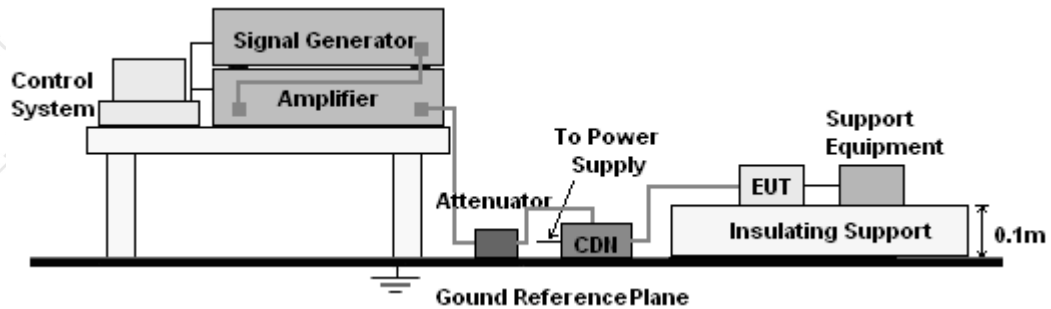 Signal Generator
Control
System
Amplifier
To Power
Supply
Support
Equipment
Attenuator
EUT
CDN
Insulating Support
0.1m
Gound Reference Plane